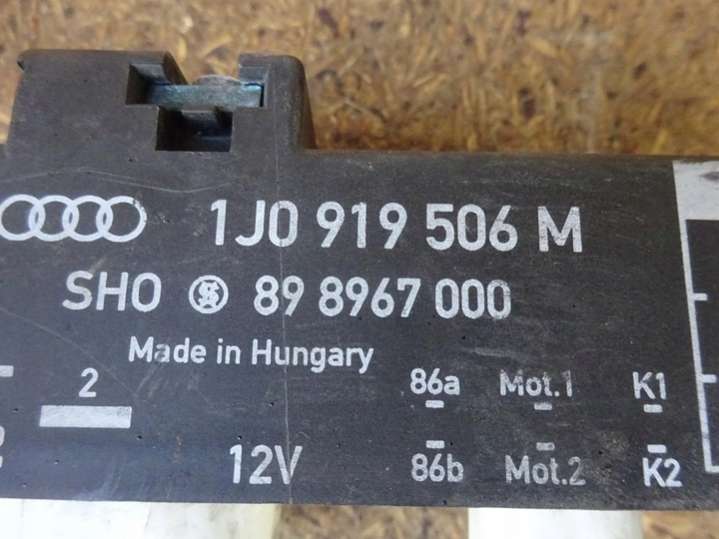 1J0 919 506 M
SHO 89 8967 000
Made in Hungary
2
86a Mot.1 K1
12V
86b Mot.2 K2